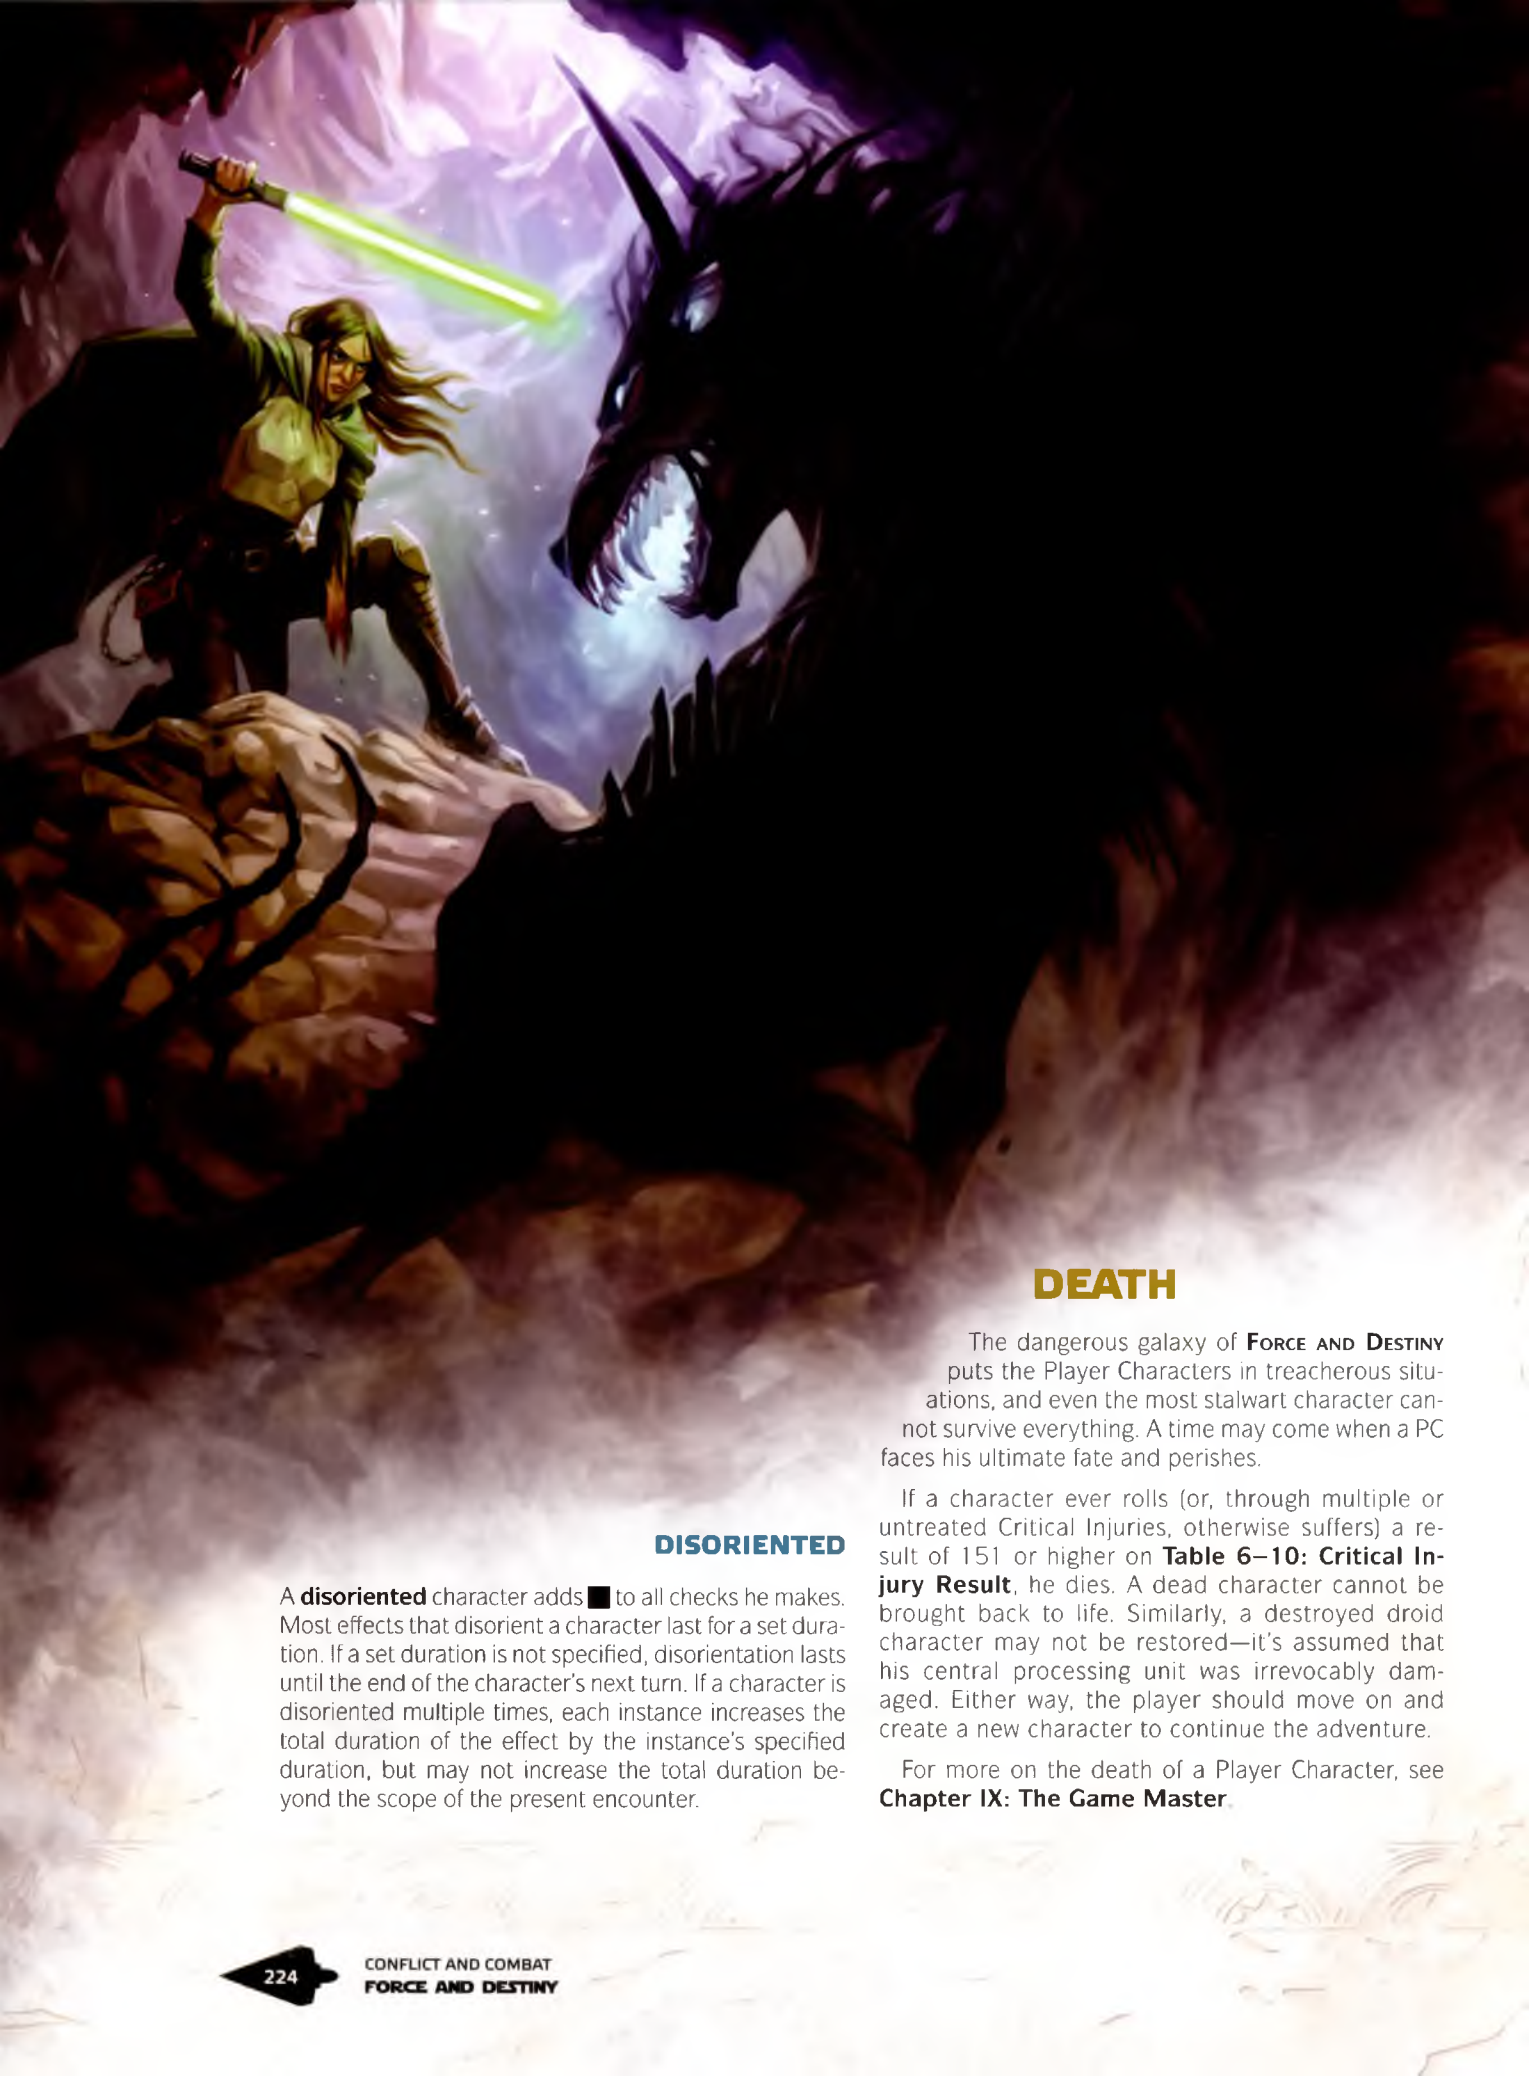 DISORIENTED
A disoriented character adds ■ to all checks he makes.
Most effects that disorient a character last for a set dura-
tion. If a set duration is not specified, disorientation lasts
until the end of the character's next turn. If a character is
disoriented multiple times, each instance increases the
total duration of the effect by the instance's specified
duration, but may not increase the total duration be-
yond the scope of the present encounter.
DEATH
The dangerous galaxy of FORCE AND DESTINY
puts the Player Characters in treacherous situ-
ations, and even the most stalwart character can-
not survive everything. A time may come when a PC
faces his ultimate fate and perishes.
If a character ever rolls (or, through multiple or
untreated Critical Injuries, otherwise suffers) a re-
sult of 151 or higher on Table 6–10: Critical In-
jury Result, he dies. A dead character cannot be
brought back to life. Similarly, a destroyed droid
character may not be restored—it's assumed that
his central processing unit was irrevocably dam-
aged. Either way, the player should move on and
create a new character to continue the adventure.
For more on the death of a Player Character, see
Chapter IX: The Game Master.
224
CONFLICT AND COMBAT
FORCE AND DESTINY